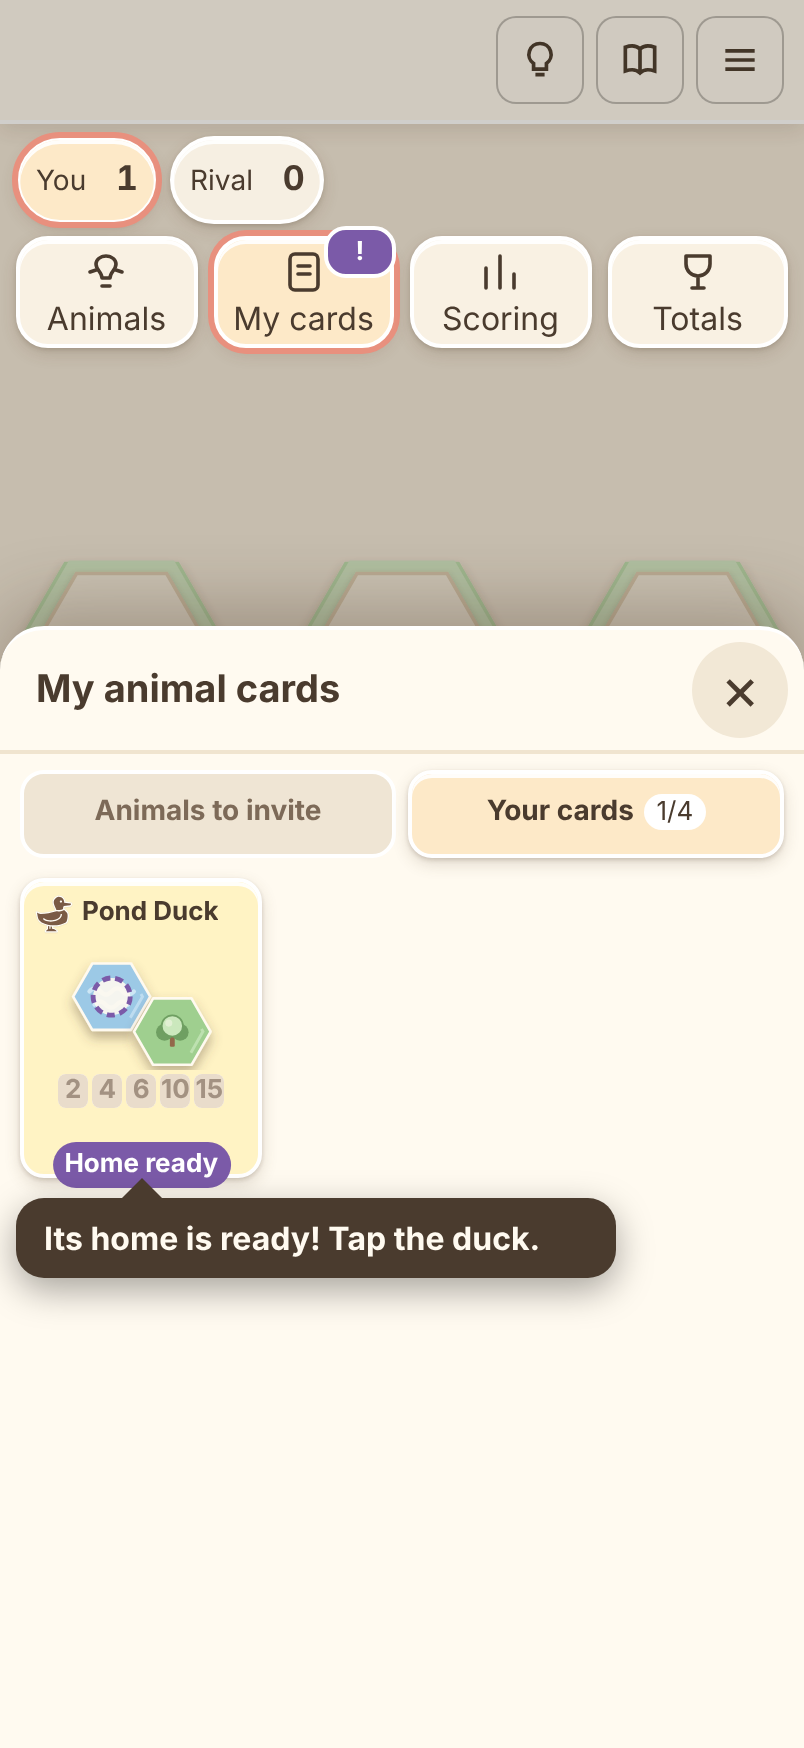 You 1
Rival 0
!
Animals
My cards
Scoring
Totals
My animal cards
Animals to invite
Your cards 1/4
Pond Duck
2 4 6 10 15
Home ready
Its home is ready! Tap the duck.